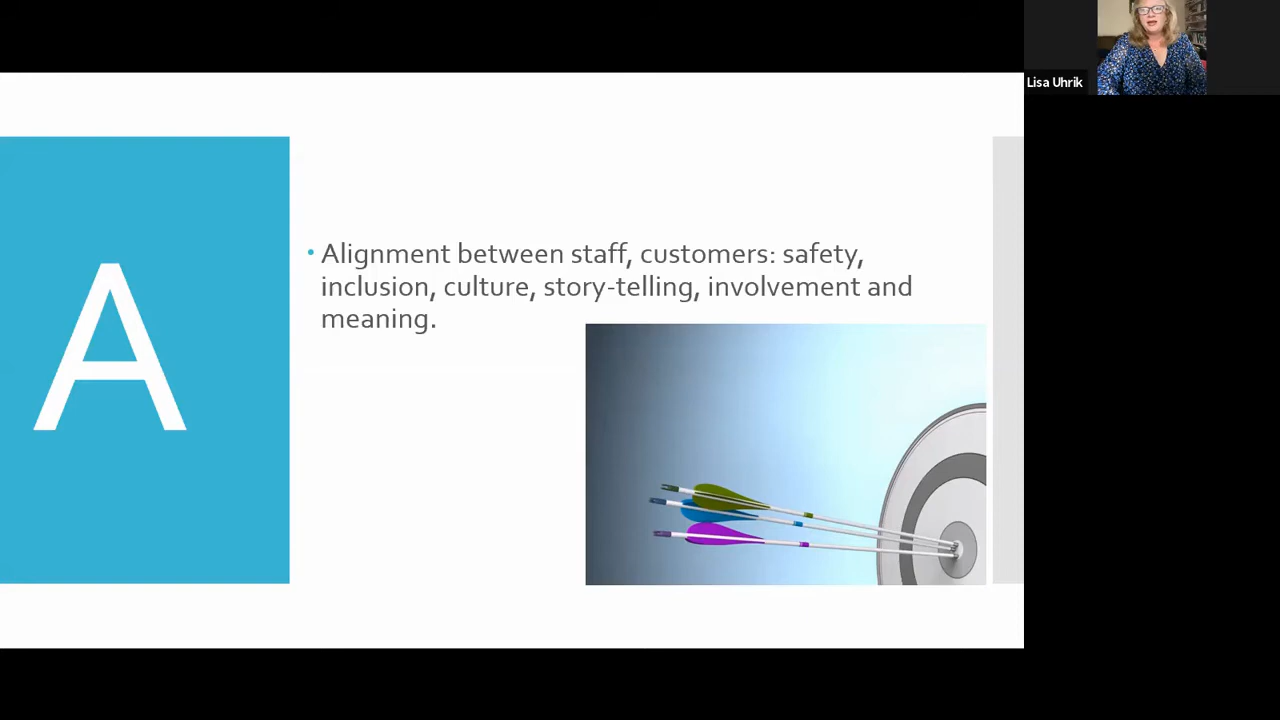 Lisa Uhrik
A
• Alignment between staff, customers: safety,
inclusion, culture, story-telling, involvement and
meaning.